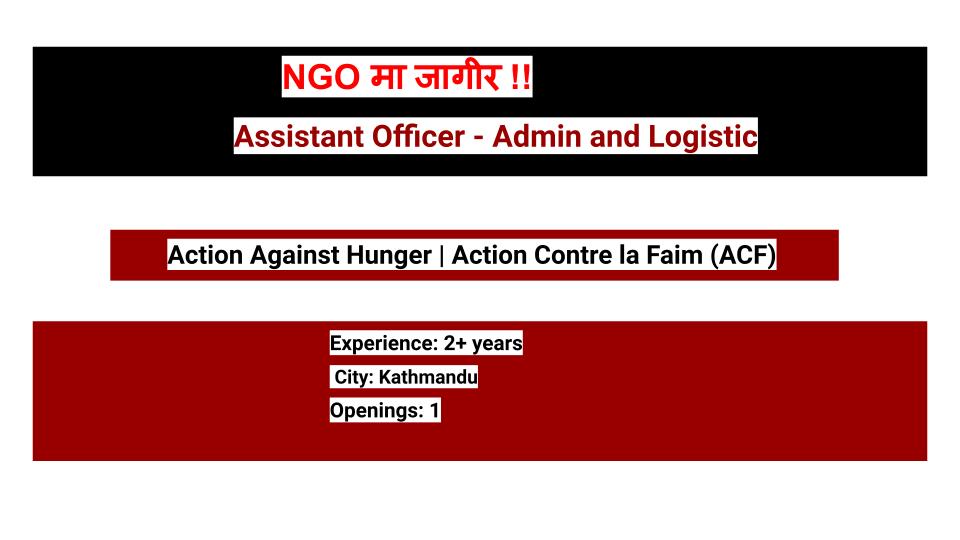 NGO मा जागीर !!
Assistant Officer - Admin and Logistic
Action Against Hunger | Action Contre la Faim (ACF)
Experience: 2+ years
City: Kathmandu
Openings: 1